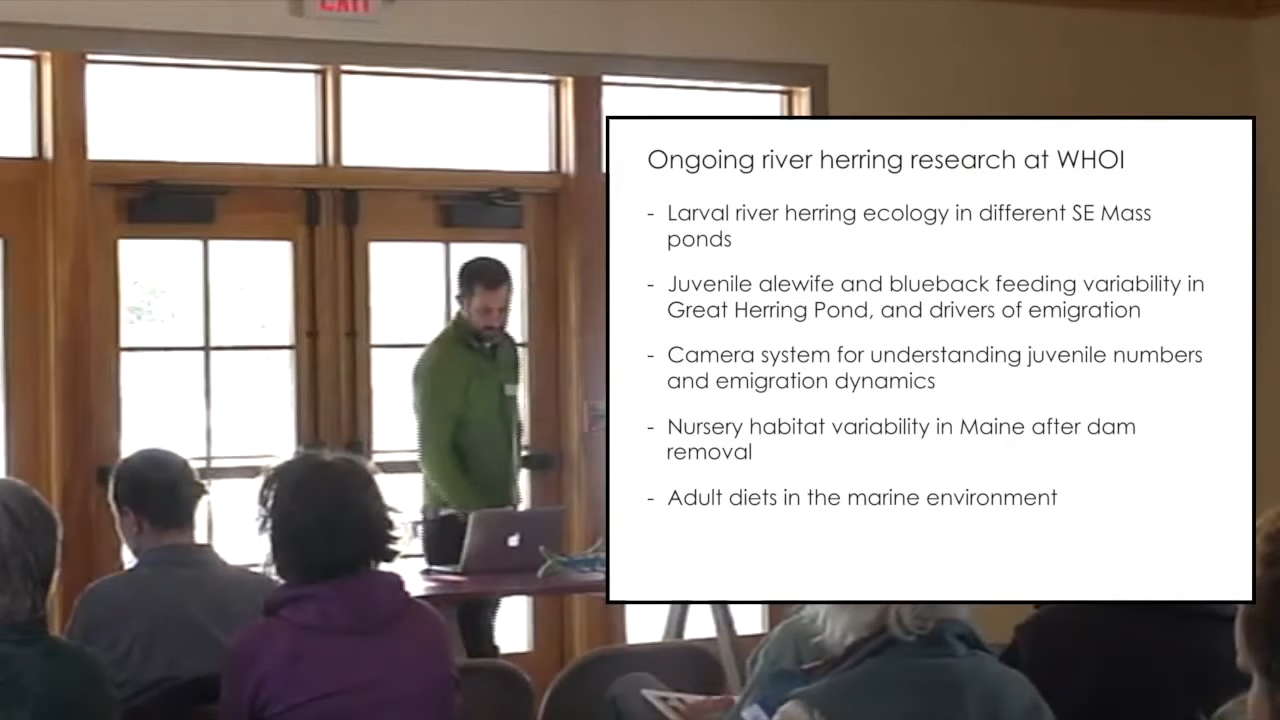 EXIT
Ongoing river herring research at WHOI
- Larval river herring ecology in different SE Mass
ponds
- Juvenile alewife and blueback feeding variability in
Great Herring Pond, and drivers of emigration
- Camera system for understanding juvenile numbers
and emigration dynamics
- Nursery habitat variability in Maine after dam
removal
- Adult diets in the marine environment